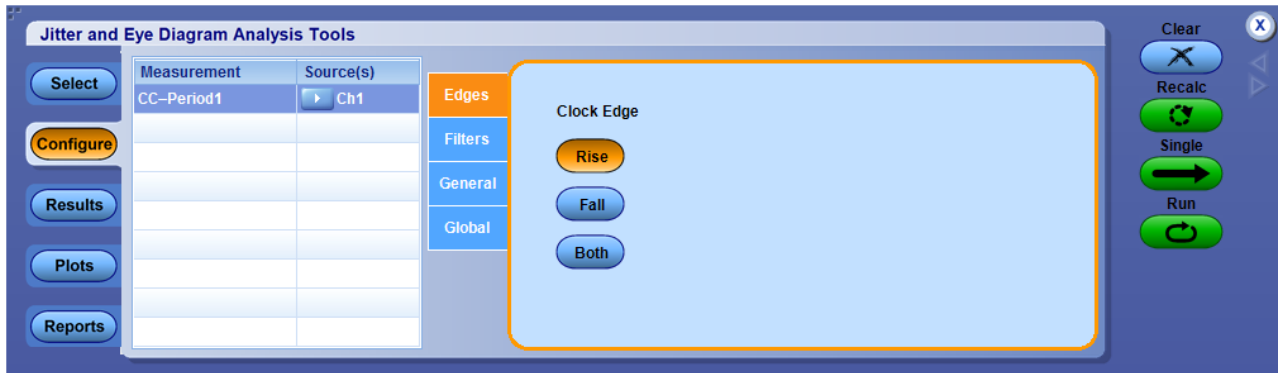 Jitter and Eye Diagram Analysis Tools
Select
Configure
Results
Plots
Reports
Measurement Source(s)
CC–Period1 Ch1
Edges
Filters
General
Global
Clock Edge
Rise
Fall
Both
Clear
X
Recalc
Single
Run